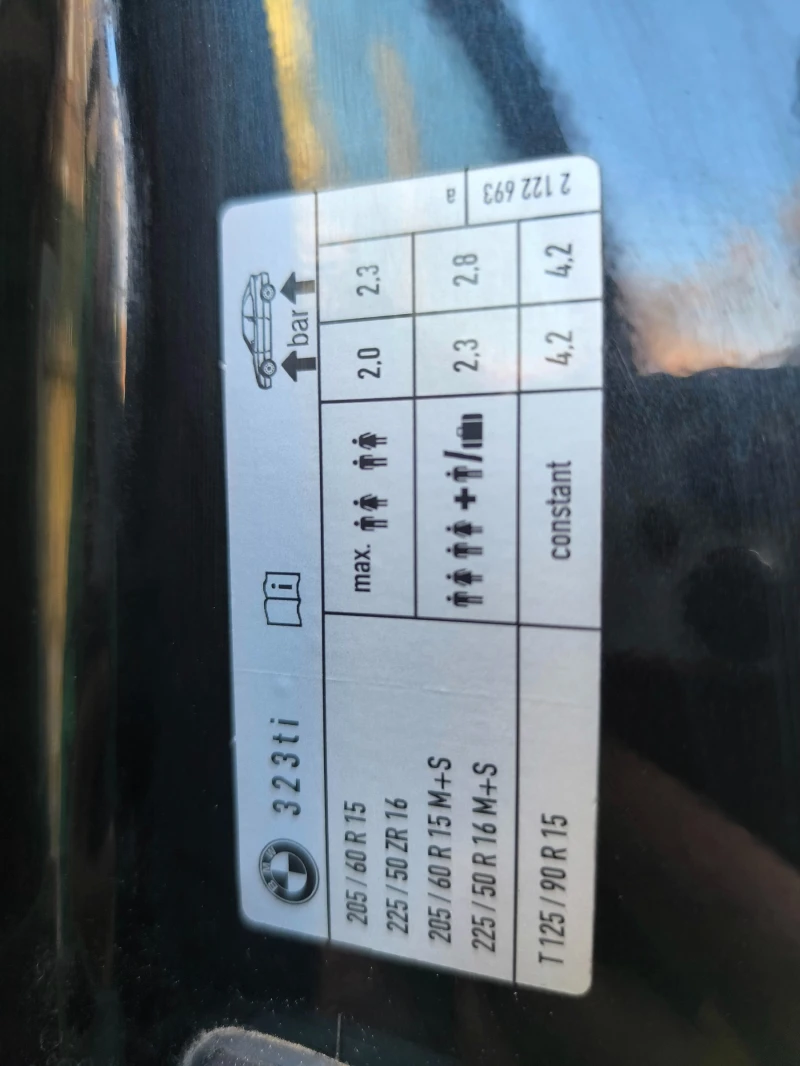 323ti
bar
205 / 60 R 15
225 / 50 ZR 16
205 / 60 R 15 M+S
225 / 50 R 16 M+S
max.
2.0 2.3
2.3 2.8
T 125 / 90 R 15 constant 4,2 4,2
a 2 122 693